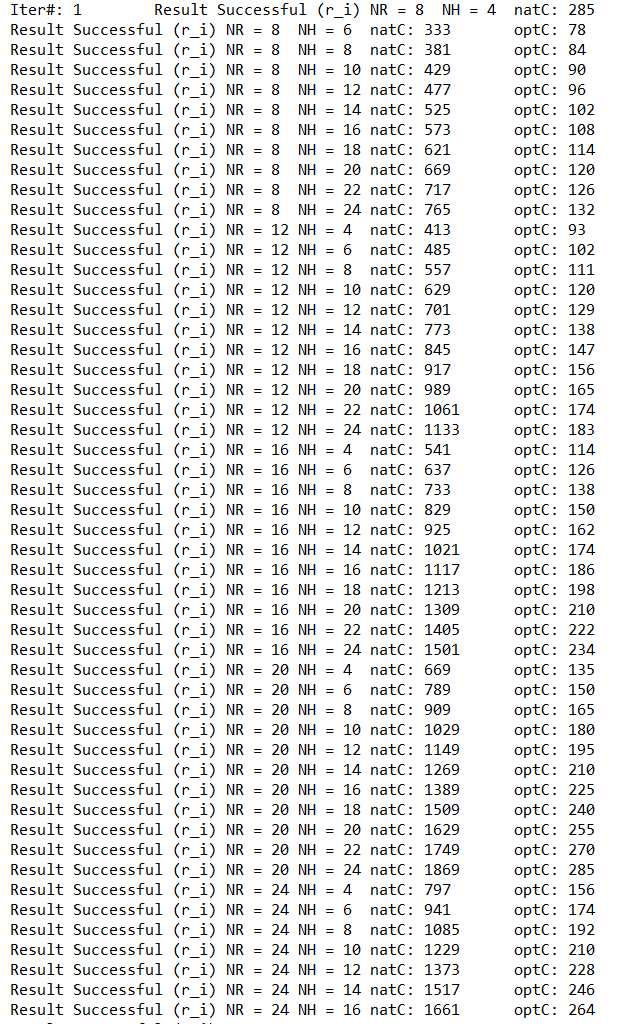 Iter#: 1        Result Successful (r_i) NR = 8  NH = 4  natC: 285
Result Successful (r_i) NR = 8  NH = 6  natC: 333       optC: 78
Result Successful (r_i) NR = 8  NH = 8  natC: 381       optC: 84
Result Successful (r_i) NR = 8  NH = 10 natC: 429       optC: 90
Result Successful (r_i) NR = 8  NH = 12 natC: 477       optC: 96
Result Successful (r_i) NR = 8  NH = 14 natC: 525       optC: 102
Result Successful (r_i) NR = 8  NH = 16 natC: 573       optC: 108
Result Successful (r_i) NR = 8  NH = 18 natC: 621       optC: 114
Result Successful (r_i) NR = 8  NH = 20 natC: 669       optC: 120
Result Successful (r_i) NR = 8  NH = 22 natC: 717       optC: 126
Result Successful (r_i) NR = 8  NH = 24 natC: 765       optC: 132
Result Successful (r_i) NR = 12 NH = 4  natC: 413       optC: 93
Result Successful (r_i) NR = 12 NH = 6  natC: 485       optC: 102
Result Successful (r_i) NR = 12 NH = 8  natC: 557       optC: 111
Result Successful (r_i) NR = 12 NH = 10 natC: 629       optC: 120
Result Successful (r_i) NR = 12 NH = 12 natC: 701       optC: 129
Result Successful (r_i) NR = 12 NH = 14 natC: 773       optC: 138
Result Successful (r_i) NR = 12 NH = 16 natC: 845       optC: 147
Result Successful (r_i) NR = 12 NH = 18 natC: 917       optC: 156
Result Successful (r_i) NR = 12 NH = 20 natC: 989       optC: 165
Result Successful (r_i) NR = 12 NH = 22 natC: 1061      optC: 174
Result Successful (r_i) NR = 12 NH = 24 natC: 1133      optC: 183
Result Successful (r_i) NR = 16 NH = 4  natC: 541       optC: 114
Result Successful (r_i) NR = 16 NH = 6  natC: 637       optC: 126
Result Successful (r_i) NR = 16 NH = 8  natC: 733       optC: 138
Result Successful (r_i) NR = 16 NH = 10 natC: 829       optC: 150
Result Successful (r_i) NR = 16 NH = 12 natC: 925       optC: 162
Result Successful (r_i) NR = 16 NH = 14 natC: 1021      optC: 174
Result Successful (r_i) NR = 16 NH = 16 natC: 1117      optC: 186
Result Successful (r_i) NR = 16 NH = 18 natC: 1213      optC: 198
Result Successful (r_i) NR = 16 NH = 20 natC: 1309      optC: 210
Result Successful (r_i) NR = 16 NH = 22 natC: 1405      optC: 222
Result Successful (r_i) NR = 16 NH = 24 natC: 1501      optC: 234
Result Successful (r_i) NR = 20 NH = 4  natC: 669       optC: 135
Result Successful (r_i) NR = 20 NH = 6  natC: 789       optC: 150
Result Successful (r_i) NR = 20 NH = 8  natC: 909       optC: 165
Result Successful (r_i) NR = 20 NH = 10 natC: 1029      optC: 180
Result Successful (r_i) NR = 20 NH = 12 natC: 1149      optC: 195
Result Successful (r_i) NR = 20 NH = 14 natC: 1269      optC: 210
Result Successful (r_i) NR = 20 NH = 16 natC: 1389      optC: 225
Result Successful (r_i) NR = 20 NH = 18 natC: 1509      optC: 240
Result Successful (r_i) NR = 20 NH = 20 natC: 1629      optC: 255
Result Successful (r_i) NR = 20 NH = 22 natC: 1749      optC: 270
Result Successful (r_i) NR = 20 NH = 24 natC: 1869      optC: 285
Result Successful (r_i) NR = 24 NH = 4  natC: 797       optC: 156
Result Successful (r_i) NR = 24 NH = 6  natC: 941       optC: 174
Result Successful (r_i) NR = 24 NH = 8  natC: 1085      optC: 192
Result Successful (r_i) NR = 24 NH = 10 natC: 1229      optC: 210
Result Successful (r_i) NR = 24 NH = 12 natC: 1373      optC: 228
Result Successful (r_i) NR = 24 NH = 14 natC: 1517      optC: 246
Result Successful (r_i) NR = 24 NH = 16 natC: 1661      optC: 264